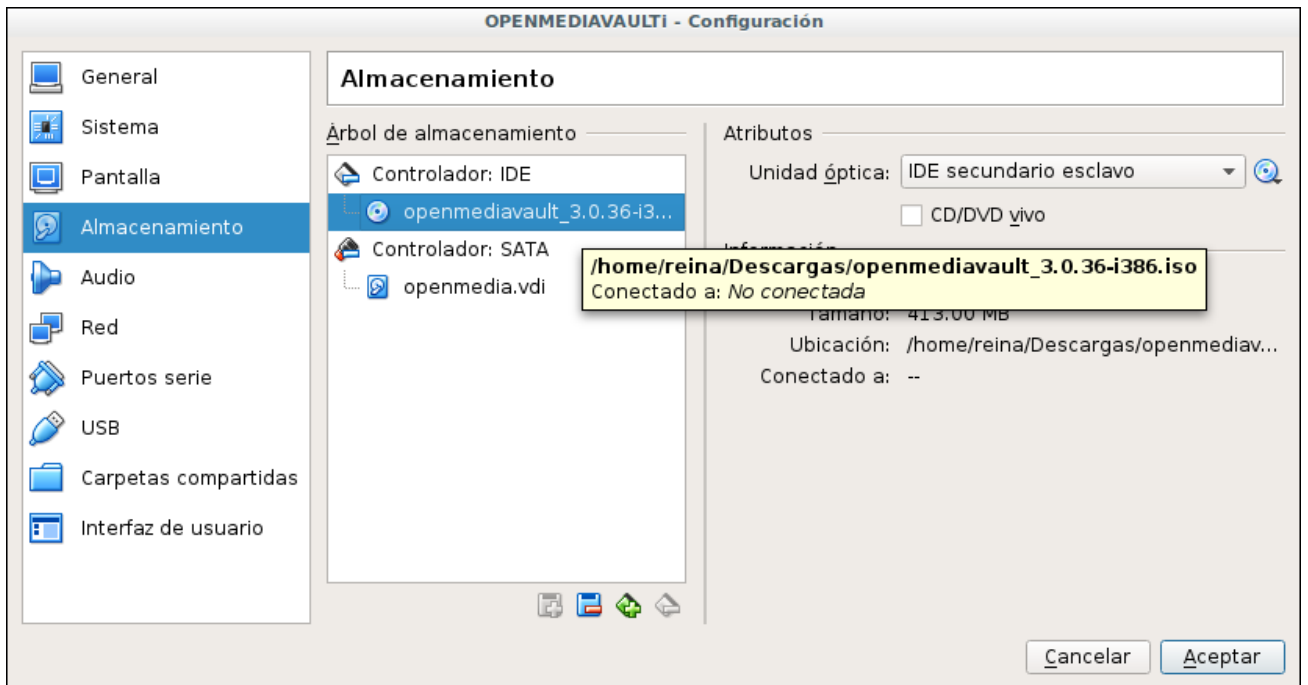 OPENMEDIAVAULTi - Configuración
General
Sistema
Pantalla
Almacenamiento
Audio
Red
Puertos serie
USB
Carpetas compartidas
Interfaz de usuario
Almacenamiento
Árbol de almacenamiento
Controlador: IDE
openmediavault_3.0.36-i3...
Controlador: SATA
openmedia.vdi
Atributos
Unidad óptica: IDE secundario esclavo
CD/DVD vivo
Información
/home/reina/Descargas/openmediavault_3.0.36-i386.iso
Conectado a: No conectada
Tamaño: 413.00 MB
Ubicación: /home/reina/Descargas/openmediav...
Conectado a: --
Cancelar
Aceptar